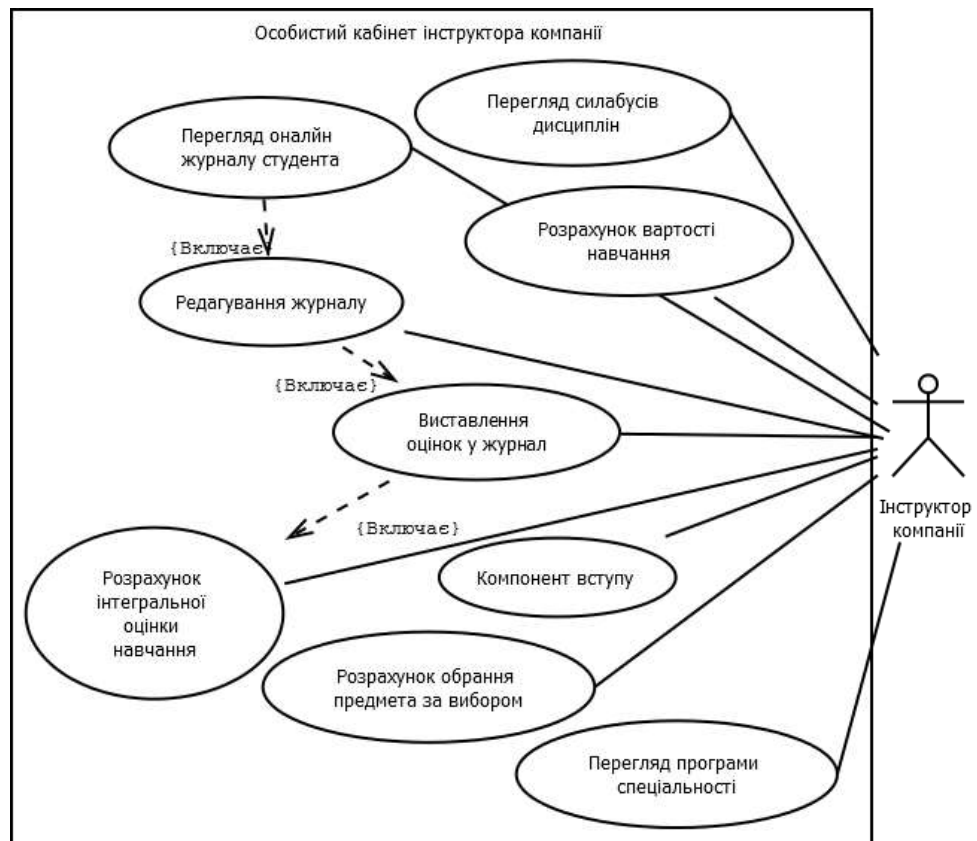 Особистий кабінет інструктора компанії
Перегляд силабусів
дисциплін
Перегляд оналйн
журналу студента
Розрахунок вартості
навчання
{Включає}
Редагування журналу
{Включає}
Виставлення
оцінок у журнал
Інструктор
компанії
{Включає}
Розрахунок
інтегральної
оцінки
навчання
Компонент вступу
Розрахунок обрання
предмета за вибором
Перегляд програми
спеціальності